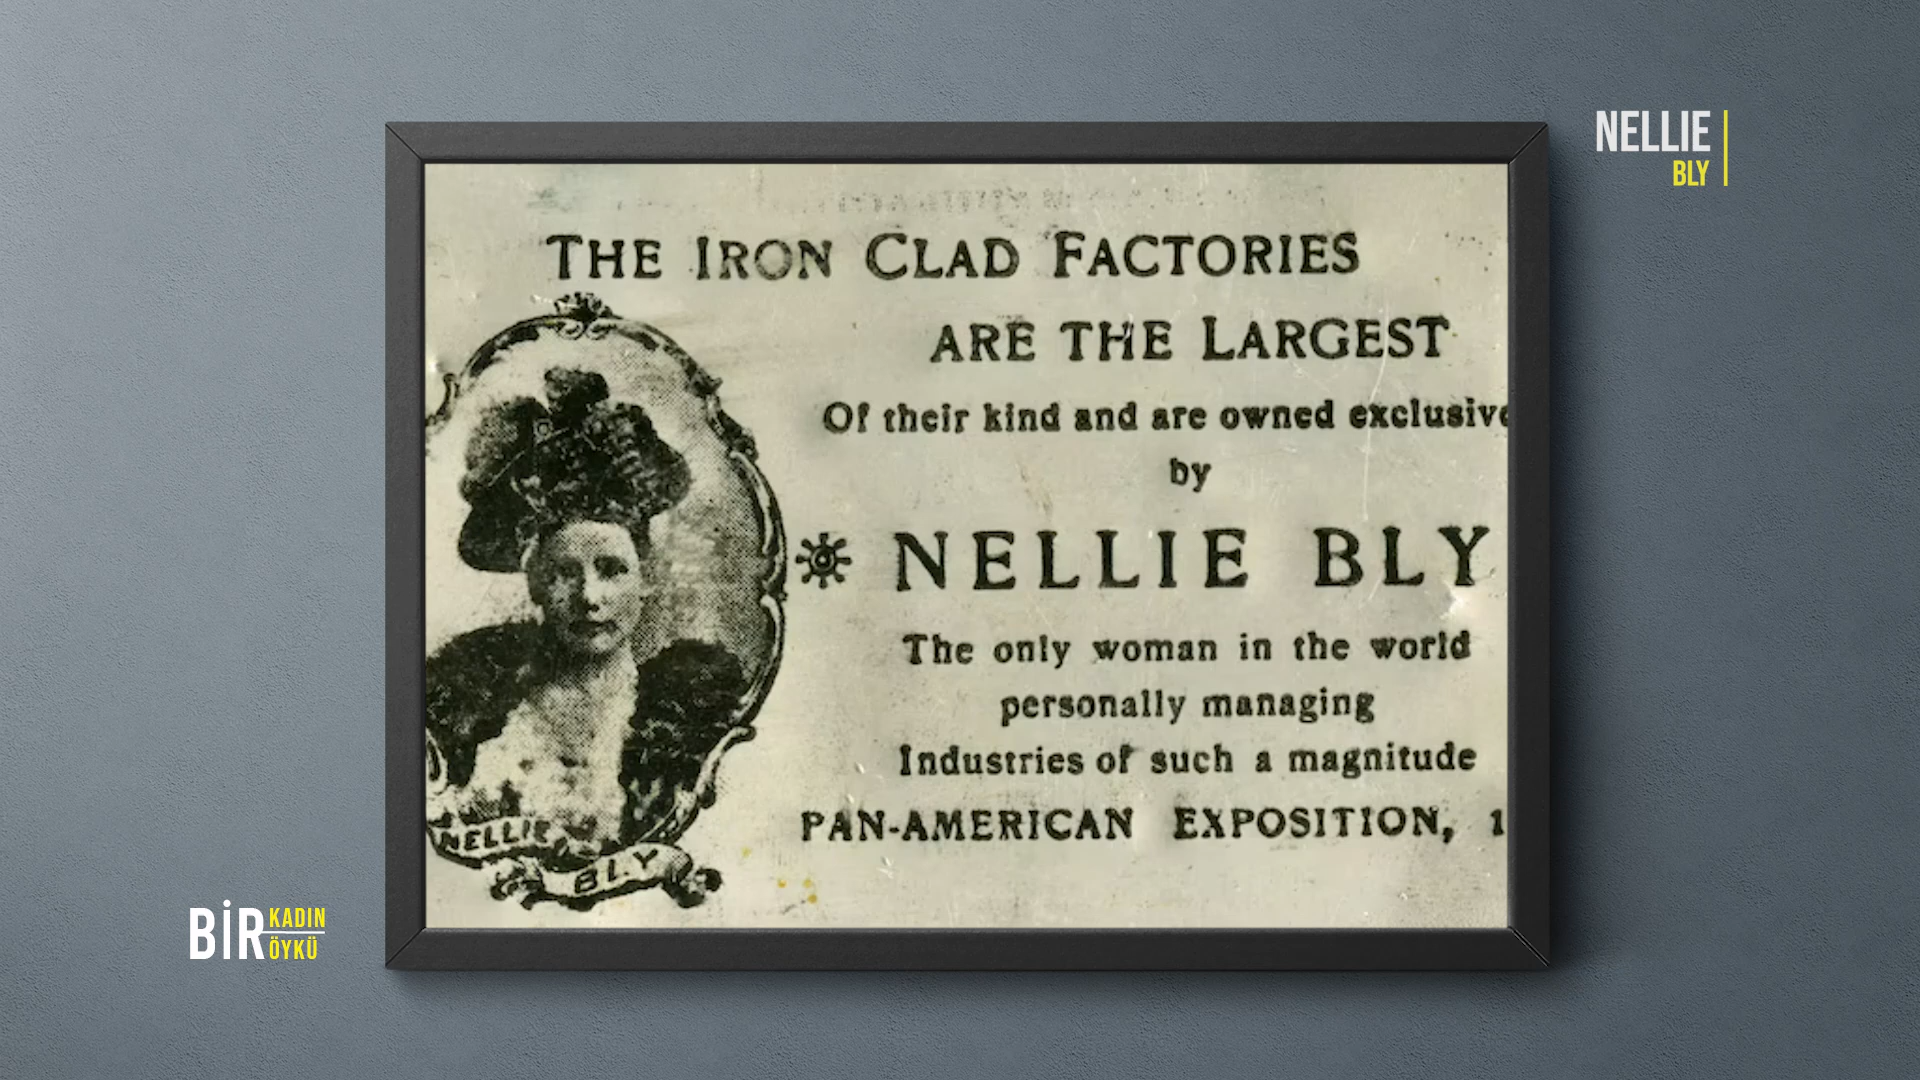 NELLIE
BLY
THE IRON CLAD FACTORIES
ARE THE LARGEST
Of their kind and are owned exclusive
by
NELLIE BLY
The only woman in the world
personally managing
Industries of such a magnitude
PAN-AMERICAN EXPOSITION, 1
NELLIE
BLY
BİR KADIN
ÖYKÜ